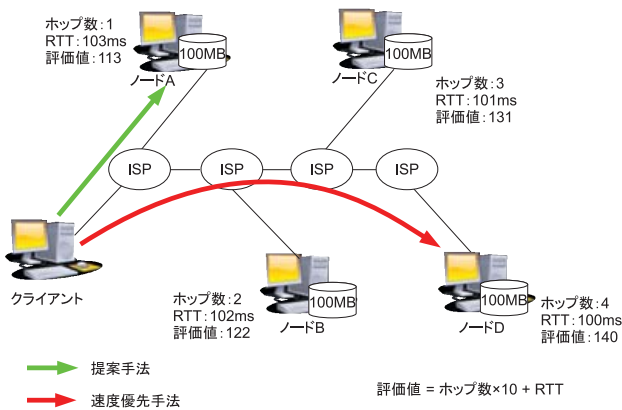 ホップ数：1
RTT：103ms
評価値：113
100MB
ノードA
100MB
ノードC
ホップ数：3
RTT：101ms
評価値：131
ISP
ISP
ISP
ISP
クライアント
ホップ数：2
RTT：102ms
評価値：122
100MB
ノードB
100MB
ノードD
ホップ数：4
RTT：100ms
評価値：140
提案手法
速度優先手法
評価値 = ホップ数×10 + RTT